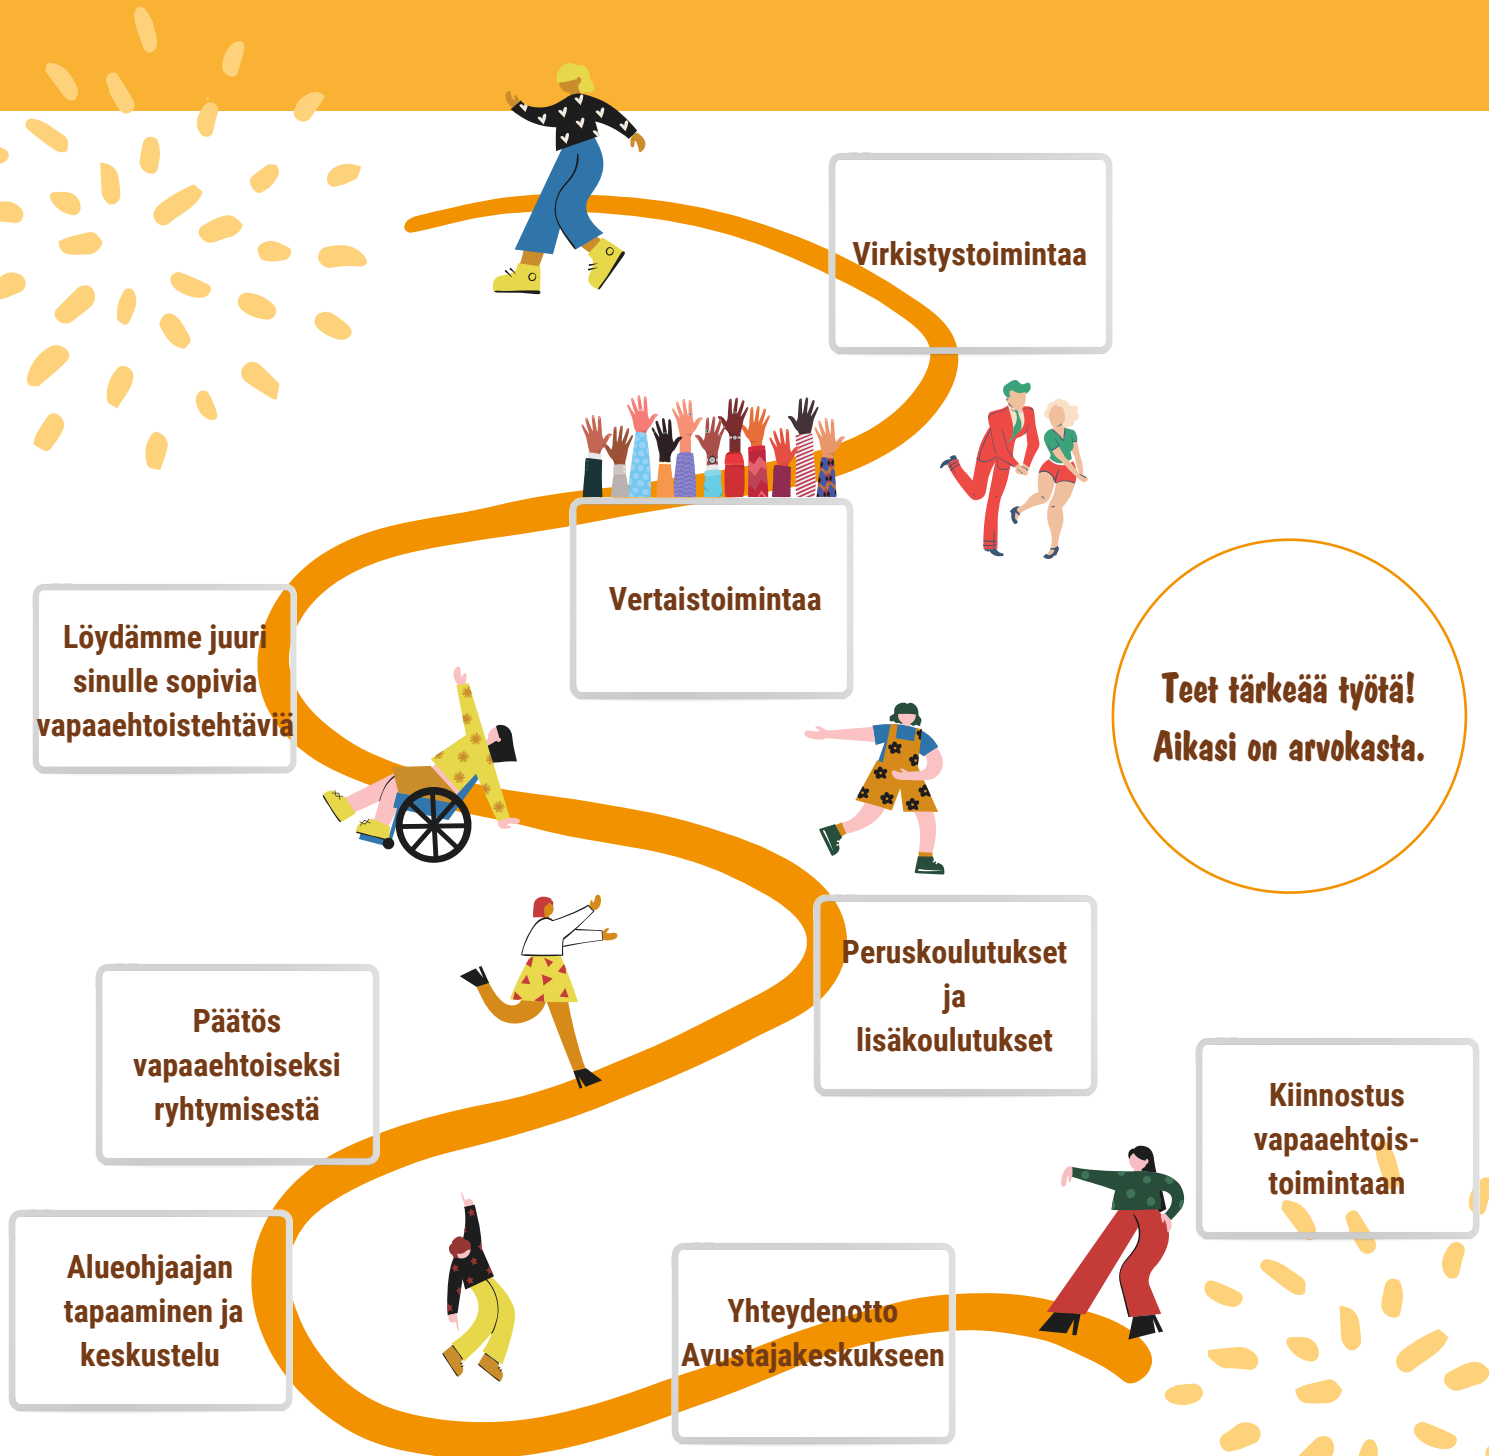 Virkistystoimintaa
Vertaistoimintaa
Löydämme juuri
sinulle sopivia
vapaaehtoistehtäviä
Teet tärkeää työtä!
Aikasi on arvokasta.
Peruskoulutukset
ja
lisäkoulutukset
Päätös
vapaaehtoiseksi
ryhtymisestä
Kiinnostus
vapaaehtois-
toimintaan
Alueohjaajan
tapaaminen ja
keskustelu
Yhteydenotto
Avustajakeskukseen